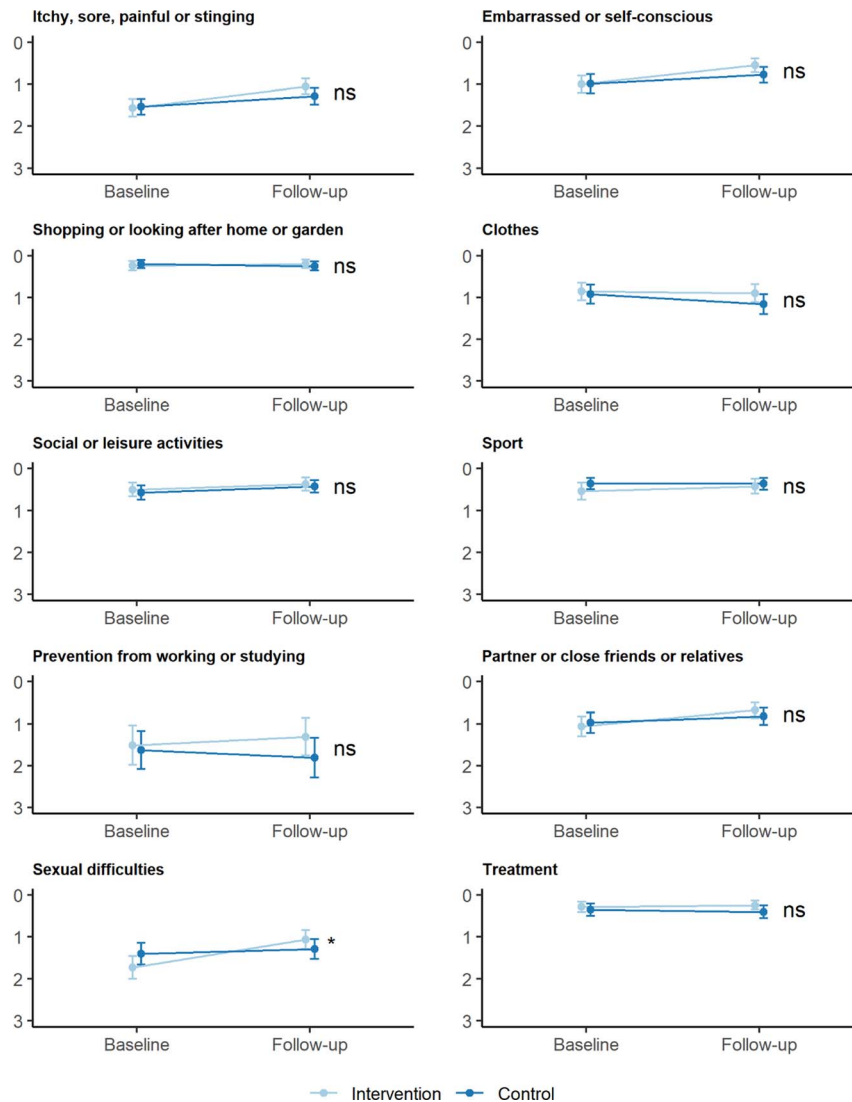 Itchy, sore, painful or stinging
0
1
2
3
ns
Baseline Follow-up
Embarrassed or self-conscious
0
1
2
3
ns
Baseline Follow-up
Shopping or looking after home or garden
0
1
2
3
ns
Baseline Follow-up
Clothes
0
1
2
3
ns
Baseline Follow-up
Social or leisure activities
0
1
2
3
ns
Baseline Follow-up
Sport
0
1
2
3
ns
Baseline Follow-up
Prevention from working or studying
0
1
2
3
ns
Baseline Follow-up
Partner or close friends or relatives
0
1
2
3
ns
Baseline Follow-up
Sexual difficulties
0
1
2
3
*
Baseline Follow-up
Treatment
0
1
2
3
ns
Baseline Follow-up
Intervention Control